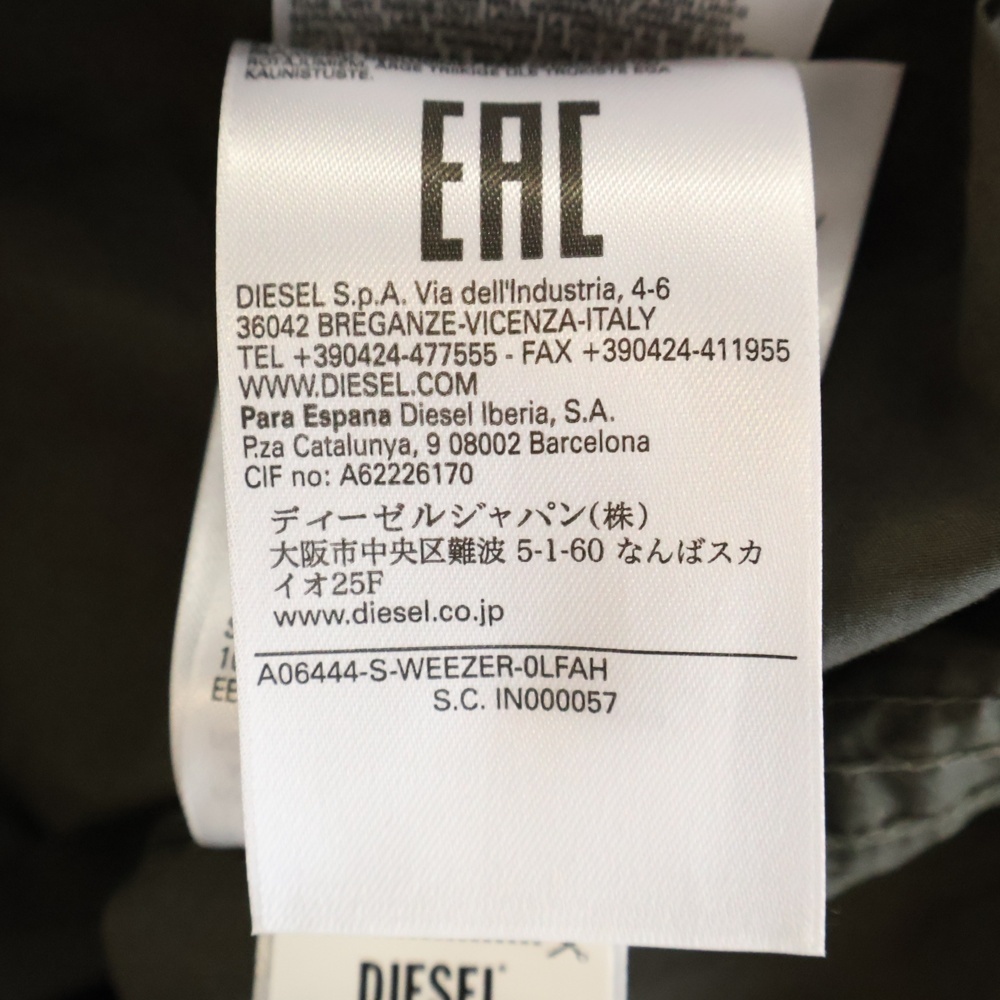 KAUNISTUSTE.
EAC
DIESEL S.p.A. Via dell'Industria, 4-6
36042 BREGANZE-VICENZA-ITALY
TEL +390424-477555 - FAX +390424-411955
WWW.DIESEL.COM
Para Espana Diesel Iberia, S.A.
P.za Catalunya, 9 08002 Barcelona
CIF no: A62226170
ディーゼルジャパン(株)
大阪市中央区難波 5-1-60 なんばスカ
イオ25F
www.diesel.co.jp
A06444-S-WEEZER-0LFAH
S.C. IN000057
DIESEL